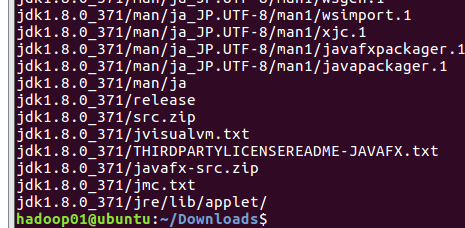 jdk1.8.0_371/man/ja_JP.UTF-8/man1/wsgen.1
jdk1.8.0_371/man/ja_JP.UTF-8/man1/wsimport.1
jdk1.8.0_371/man/ja_JP.UTF-8/man1/xjc.1
jdk1.8.0_371/man/ja_JP.UTF-8/man1/javafxpackager.1
jdk1.8.0_371/man/ja_JP.UTF-8/man1/javapackager.1
jdk1.8.0_371/man/ja
jdk1.8.0_371/release
jdk1.8.0_371/src.zip
jdk1.8.0_371/jvisualvm.txt
jdk1.8.0_371/THIRDPARTYLICENSEREADME-JAVAFX.txt
jdk1.8.0_371/javafx-src.zip
jdk1.8.0_371/jmc.txt
jdk1.8.0_371/jre/lib/applet/
hadoop01@ubuntu:~/Downloads$